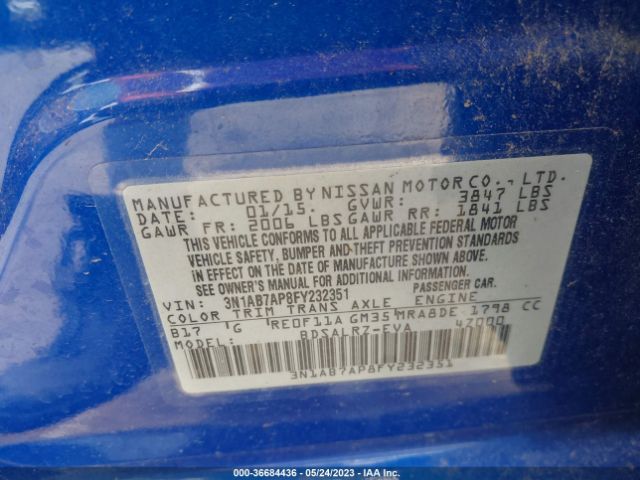 MANUFACTURED BY NISSAN MOTOR CO., LTD.
DATE: 01/15. GVWR: 3847 LBS
GAWR FR: 2006 LBS GAWR RR: 1841 LBS
THIS VEHICLE CONFORMS TO ALL APPLICABLE FEDERAL MOTOR
VEHICLE SAFETY, BUMPER AND THEFT PREVENTION STANDARDS
IN EFFECT ON THE DATE OF MANUFACTURE SHOWN ABOVE.
SEE OWNER'S MANUAL FOR ADDITIONAL INFORMATION.
VIN: 3N1AB7AP8FY232351 PASSENGER CAR.
COLOR TRIM TRANS AXLE ENGINE
B17 G RE0F11A GM35 MRA8DE 1798 CC
MODEL: BDSALRZ-EVA 4Z000
3N1AB7AP8FY232351
000-36684436 - 05/24/2023 - IAA Inc.